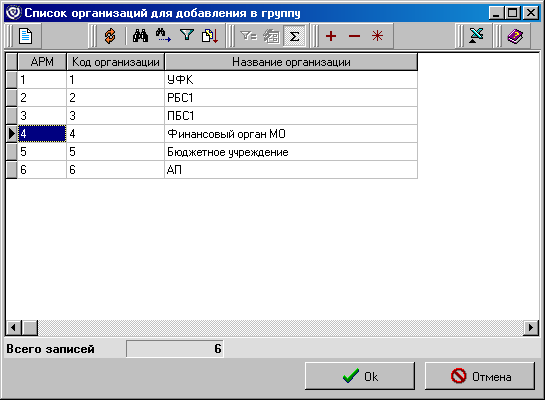 Список организаций для добавления в группу
АРМ Код организации Название организации
1 1 УФК
2 2 РБС1
3 3 ПБС1
4 4 Финансовый орган МО
5 5 Бюджетное учреждение
6 6 АП
Всего записей 6
Ok Отмена